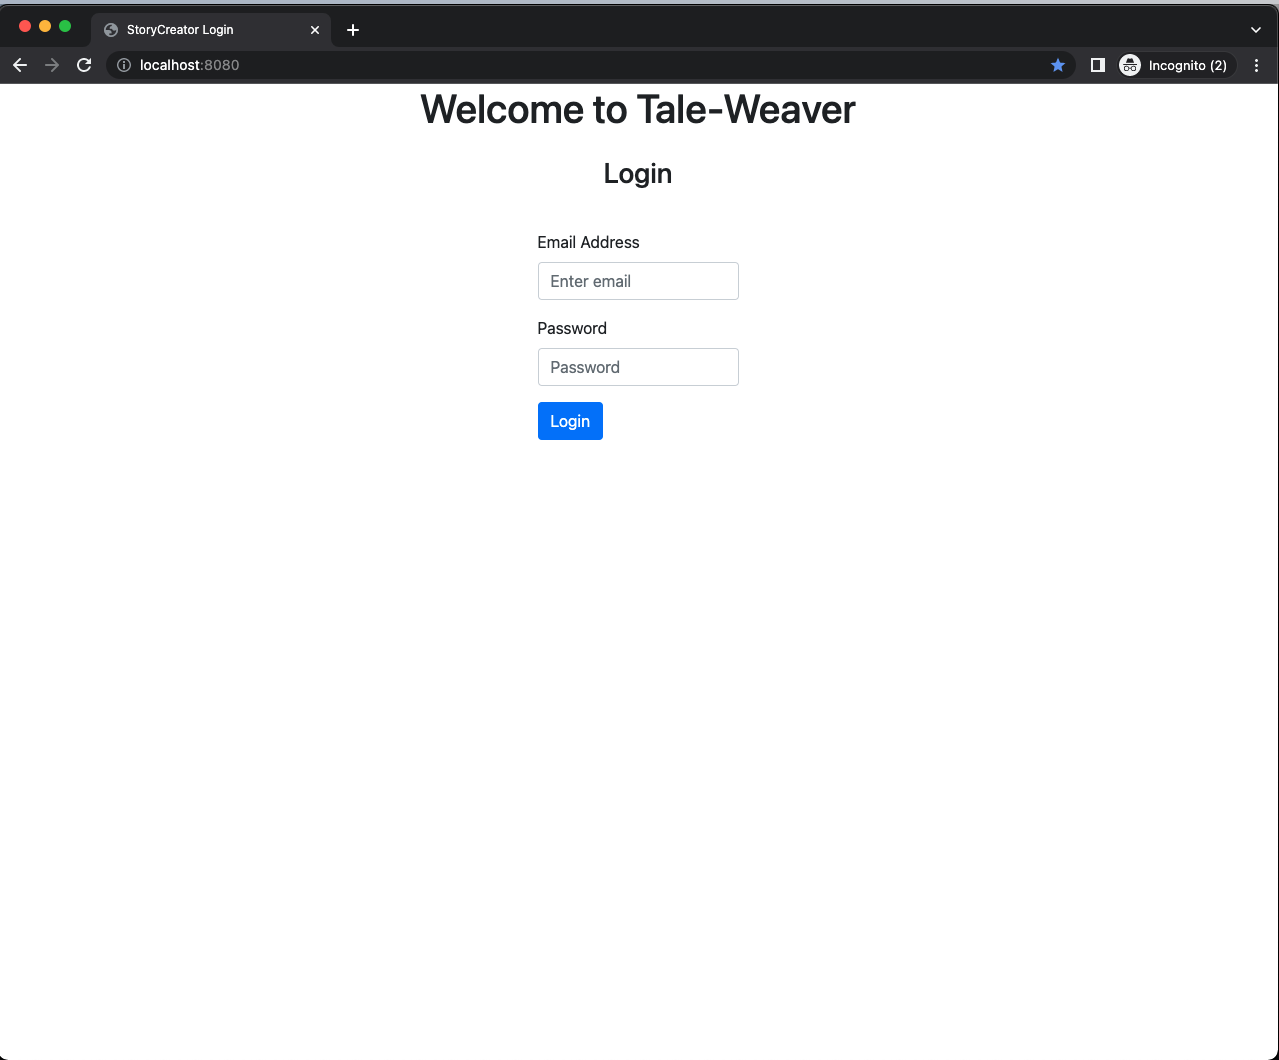 StoryCreator Login
localhost:8080
Incognito (2)
Welcome to Tale-Weaver
Login
Email Address
Enter email
Password
Password
Login